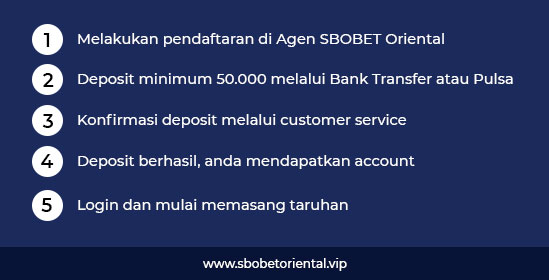 1 Melakukan pendaftaran di Agen SBOBET Oriental
2 Deposit minimum 50.000 melalui Bank Transfer atau Pulsa
3 Konfirmasi deposit melalui customer service
4 Deposit berhasil, anda mendapatkan account
5 Login dan mulai memasang taruhan
www.sbobetoriental.vip